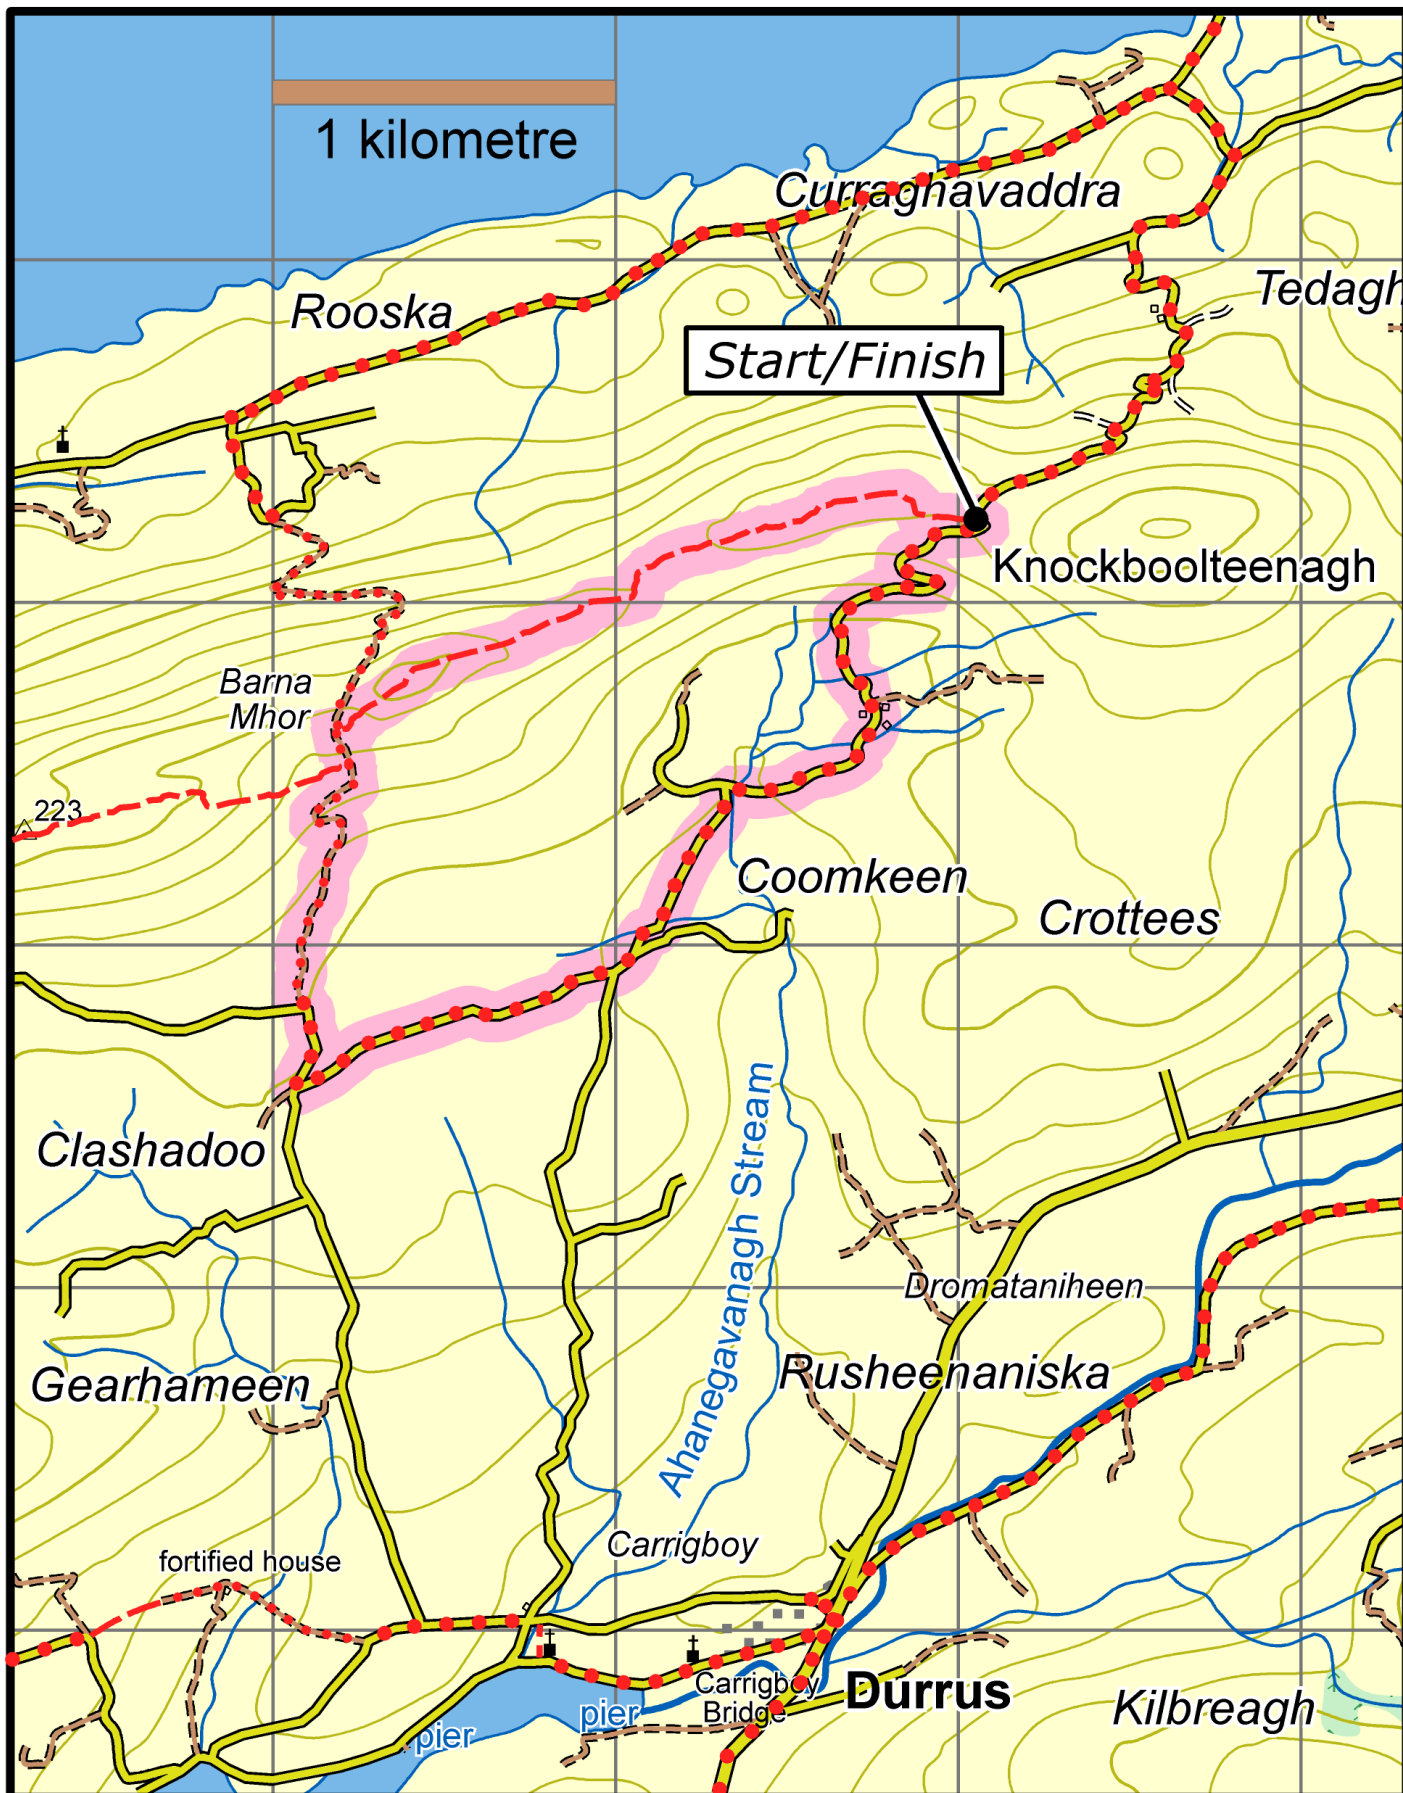 1 kilometre
Curraghavaddra
Tedagh
Rooska
Start/Finish
Knockboolteenagh
Barna
Mhor
223
Coomkeen
Crottees
Ahanegavanagh Stream
Clashadoo
Dromataniheen
Rusheenaniska
Gearhameen
Carrigboy
fortified house
Carrigboy
Bridge
Durrus
pier
pier
Kilbreagh